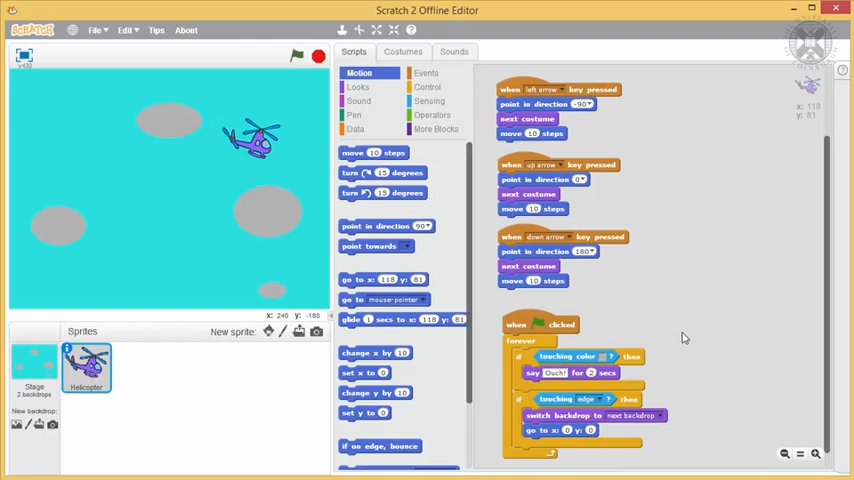 Scratch 2 Offline Editor
SCRATCH
File
Edit
Tips
About
v430
Scripts
Costumes
Sounds
Motion
Events
Looks
Control
Sound
Sensing
Pen
Operators
Data
More Blocks
move 10 steps
turn 15 degrees
turn 15 degrees
point in direction 90
point towards
go to x: 118 y: 81
go to mouse-pointer
glide 1 secs to x: 118 y: 81
change x by 10
set x to 0
change y by 10
set y to 0
if on edge, bounce
when left arrow key pressed
point in direction -90
next costume
move 10 steps
when up arrow key pressed
point in direction 0
next costume
move 10 steps
when down arrow key pressed
point in direction 180
next costume
move 10 steps
when clicked
forever
if touching color ? then
say Ouch! for 2 secs
if touching edge ? then
switch backdrop to next backdrop
go to x: 0 y: 0
x: 118
y: 81
x: 240 y: -180
Sprites
New sprite:
Stage
2 backdrops
New backdrop:
Helicopter